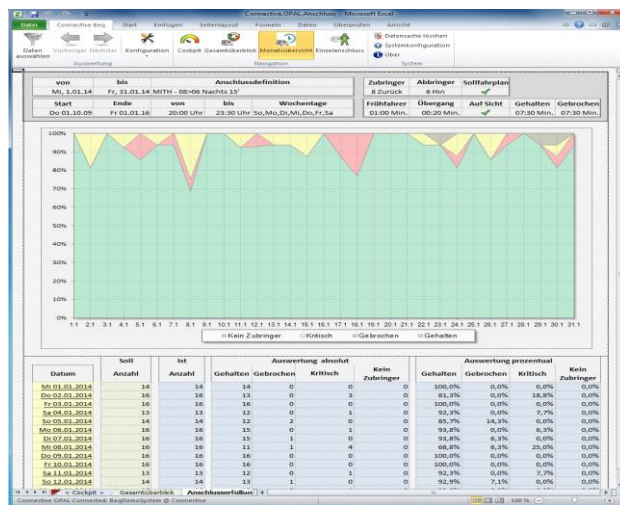 Connective.OPAL.Anschluss - Microsoft Excel
Datei Connective Beq Start Einfügen Seitenlayout Formeln Daten Überprüfen Ansicht
Daten auswählen Vorheriger Nächster Konfiguration Cockpit Gesamtüberblick Monatsübersicht Einzelanschluss
Datencache löschen
Systemkonfiguration
Über
Auswertung Navigation System
von bis Anschlussdefinition Zubringer Abbringer Sollfahrplan
Mi, 1.01.14 Fr, 31.01.14 MITH - 08>06 Nachts 15' 8 Zurück 6 Hin
Start Ende von bis Wochentage Frühfahrer Übergang Auf Sicht Gehalten Gebrochen
Do 01.10.09 Fr 01.01.16 20:00 Uhr 23:30 Uhr So,Mo,Di,Mi,Do,Fr,Sa 01:00 Min. 00:20 Min. 07:30 Min. 07:30 Min.
100%
90%
80%
70%
60%
50%
40%
30%
20%
10%
0%
1.1 2.1 3.1 4.1 5.1 6.1 7.1 8.1 9.1 10.1 11.1 12.1 13.1 14.1 15.1 16.1 17.1 18.1 19.1 20.1 21.1 22.1 23.1 24.1 25.1 26.1 27.1 28.1 29.1 30.1 31.1
Kein Zubringer Kritisch Gebrochen Gehalten
Soll Ist Auswertung absolut Auswertung prozentual
Datum Anzahl Anzahl Gehalten Gebrochen Kritisch Kein Zubringer Gehalten Gebrochen Kritisch Kein Zubringer
Mi 01.01.2014 14 14 14 0 0 0 100,0% 0,0% 0,0% 0,0%
Do 02.01.2014 16 16 13 0 3 0 81,3% 0,0% 18,8% 0,0%
Fr 03.01.2014 16 16 16 0 0 0 100,0% 0,0% 0,0% 0,0%
Sa 04.01.2014 13 13 12 0 1 0 92,3% 0,0% 7,7% 0,0%
So 05.01.2014 14 14 12 2 0 0 85,7% 14,3% 0,0% 0,0%
Mo 06.01.2014 16 16 15 0 1 0 93,8% 0,0% 6,3% 0,0%
Di 07.01.2014 16 16 15 1 0 0 93,8% 6,3% 0,0% 0,0%
Mi 08.01.2014 16 16 11 1 4 0 68,8% 6,3% 25,0% 0,0%
Do 09.01.2014 16 16 16 0 0 0 100,0% 0,0% 0,0% 0,0%
Fr 10.01.2014 16 16 16 0 0 0 100,0% 0,0% 0,0% 0,0%
Sa 11.01.2014 13 13 12 0 1 0 92,3% 0,0% 7,7% 0,0%
So 12.01.2014 14 14 13 1 0 0 92,9% 7,1% 0,0% 0,0%
< Cockpit > Gesamtüberblick Anschlusserfüllun
Connective OPAL Connected: BeqDemoSystem @ Connective 100 %